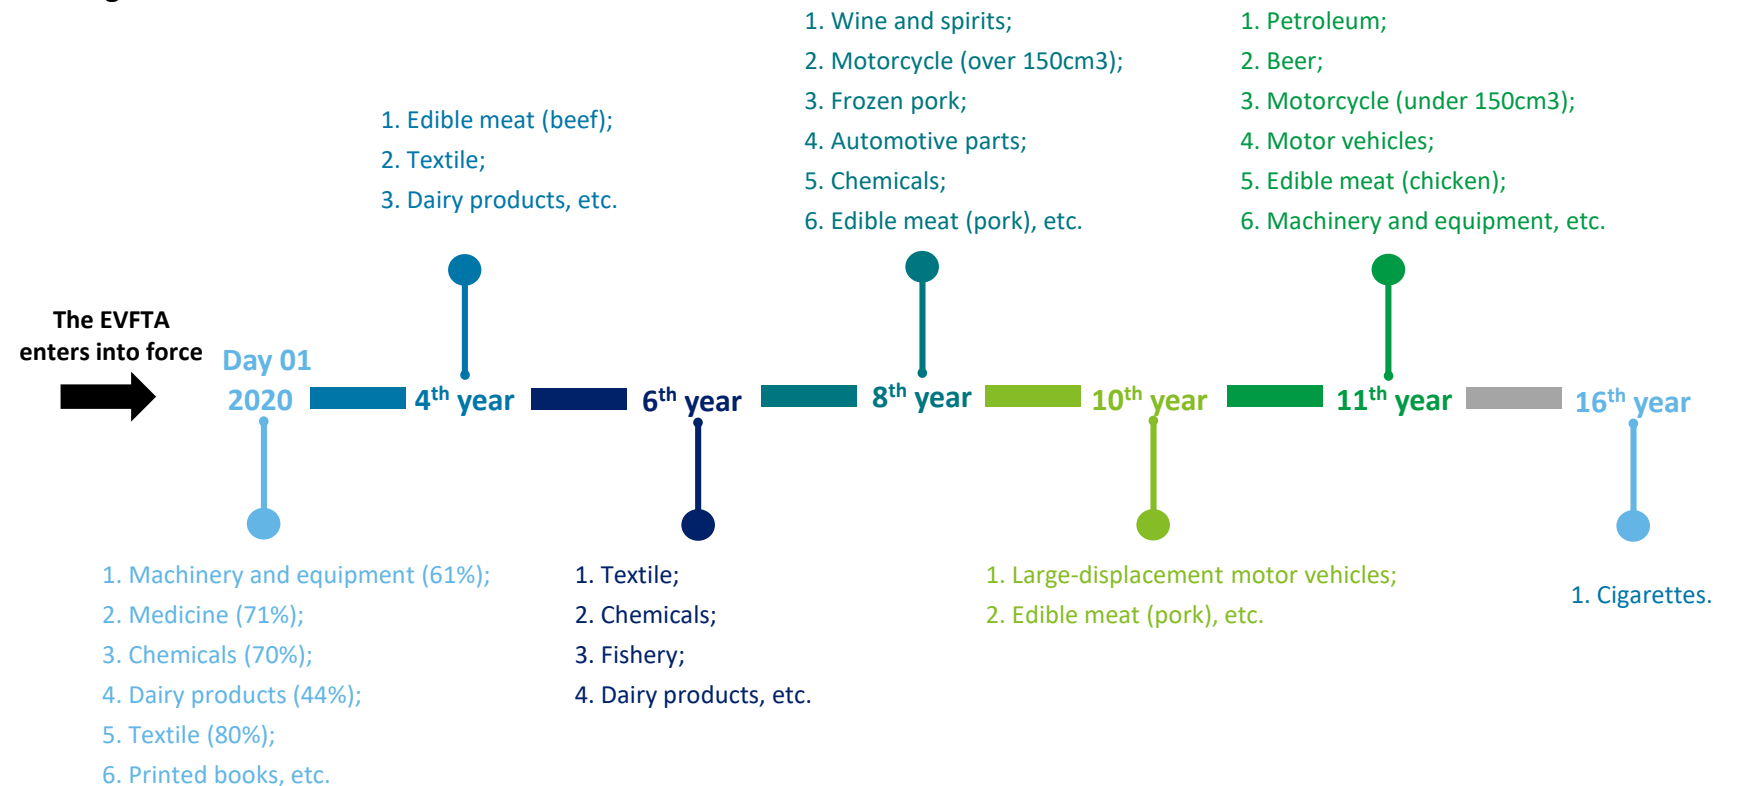 1. Wine and spirits;
2. Motorcycle (over 150cm3);
3. Frozen pork;
4. Automotive parts;
5. Chemicals;
6. Edible meat (pork), etc.
1. Petroleum;
2. Beer;
3. Motorcycle (under 150cm3);
4. Motor vehicles;
5. Edible meat (chicken);
6. Machinery and equipment, etc.
1. Edible meat (beef);
2. Textile;
3. Dairy products, etc.
The EVFTA
enters into force
Day 01
2020
4th year
6th year
8th year
10th year
11th year
16th year
1. Machinery and equipment (61%);
2. Medicine (71%);
3. Chemicals (70%);
4. Dairy products (44%);
5. Textile (80%);
6. Printed books, etc.
1. Textile;
2. Chemicals;
3. Fishery;
4. Dairy products, etc.
1. Large-displacement motor vehicles;
2. Edible meat (pork), etc.
1. Cigarettes.